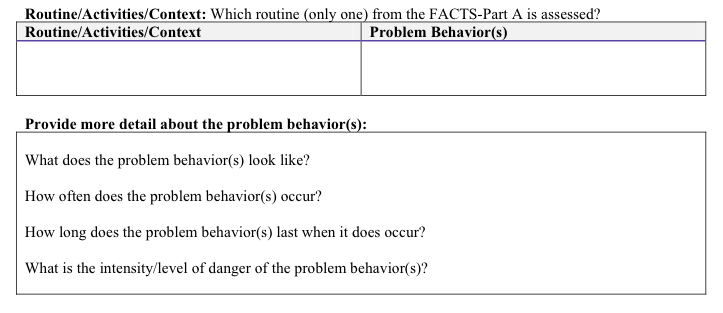 Routine/Activities/Context: Which routine (only one) from the FACTS-Part A is assessed?
Routine/Activities/Context Problem Behavior(s)
Provide more detail about the problem behavior(s):
What does the problem behavior(s) look like?
How often does the problem behavior(s) occur?
How long does the problem behavior(s) last when it does occur?
What is the intensity/level of danger of the problem behavior(s)?